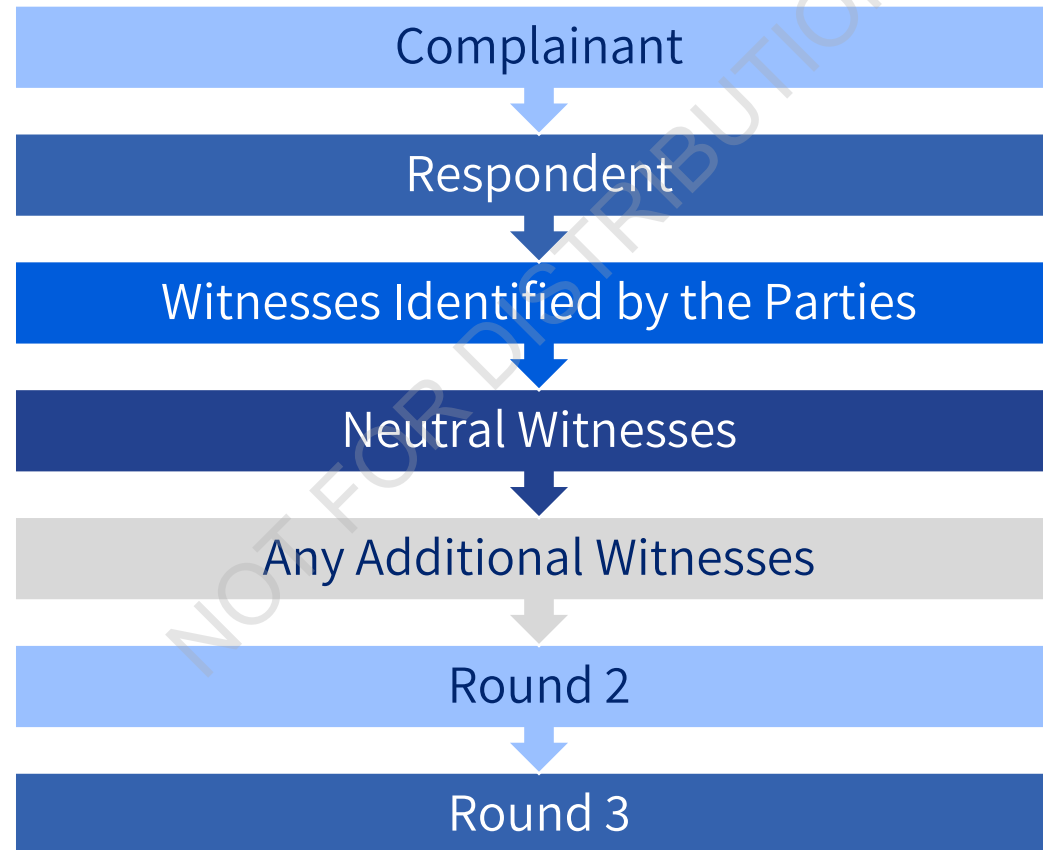 Complainant
Respondent
Witnesses Identified by the Parties
Neutral Witnesses
Any Additional Witnesses
Round 2
Round 3
NOT FOR DISTRIBUTION